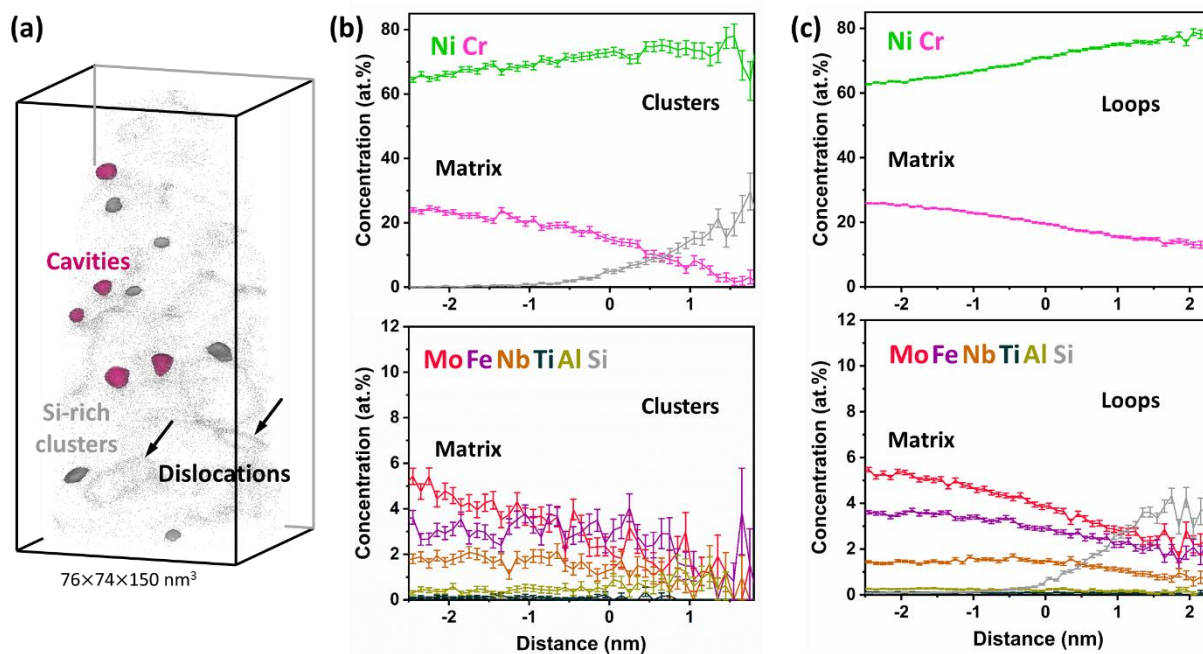 (a)
Cavities
Si-rich
clusters
Dislocations
76×74×150 nm³
(b)
Concentration (at.%)
80
60
40
20
0
Ni Cr
Clusters
Matrix
-2
-1
0
1
Concentration (at.%)
12
10
8
6
4
2
0
Mo Fe Nb Ti Al Si
Clusters
Matrix
-2
-1
0
1
Distance (nm)
(c)
Concentration (at.%)
80
60
40
20
0
Ni Cr
Loops
Matrix
-2
-1
0
1
2
Concentration (at.%)
12
10
8
6
4
2
0
Mo Fe Nb Ti Al Si
Loops
Matrix
-2
-1
0
1
2
Distance (nm)